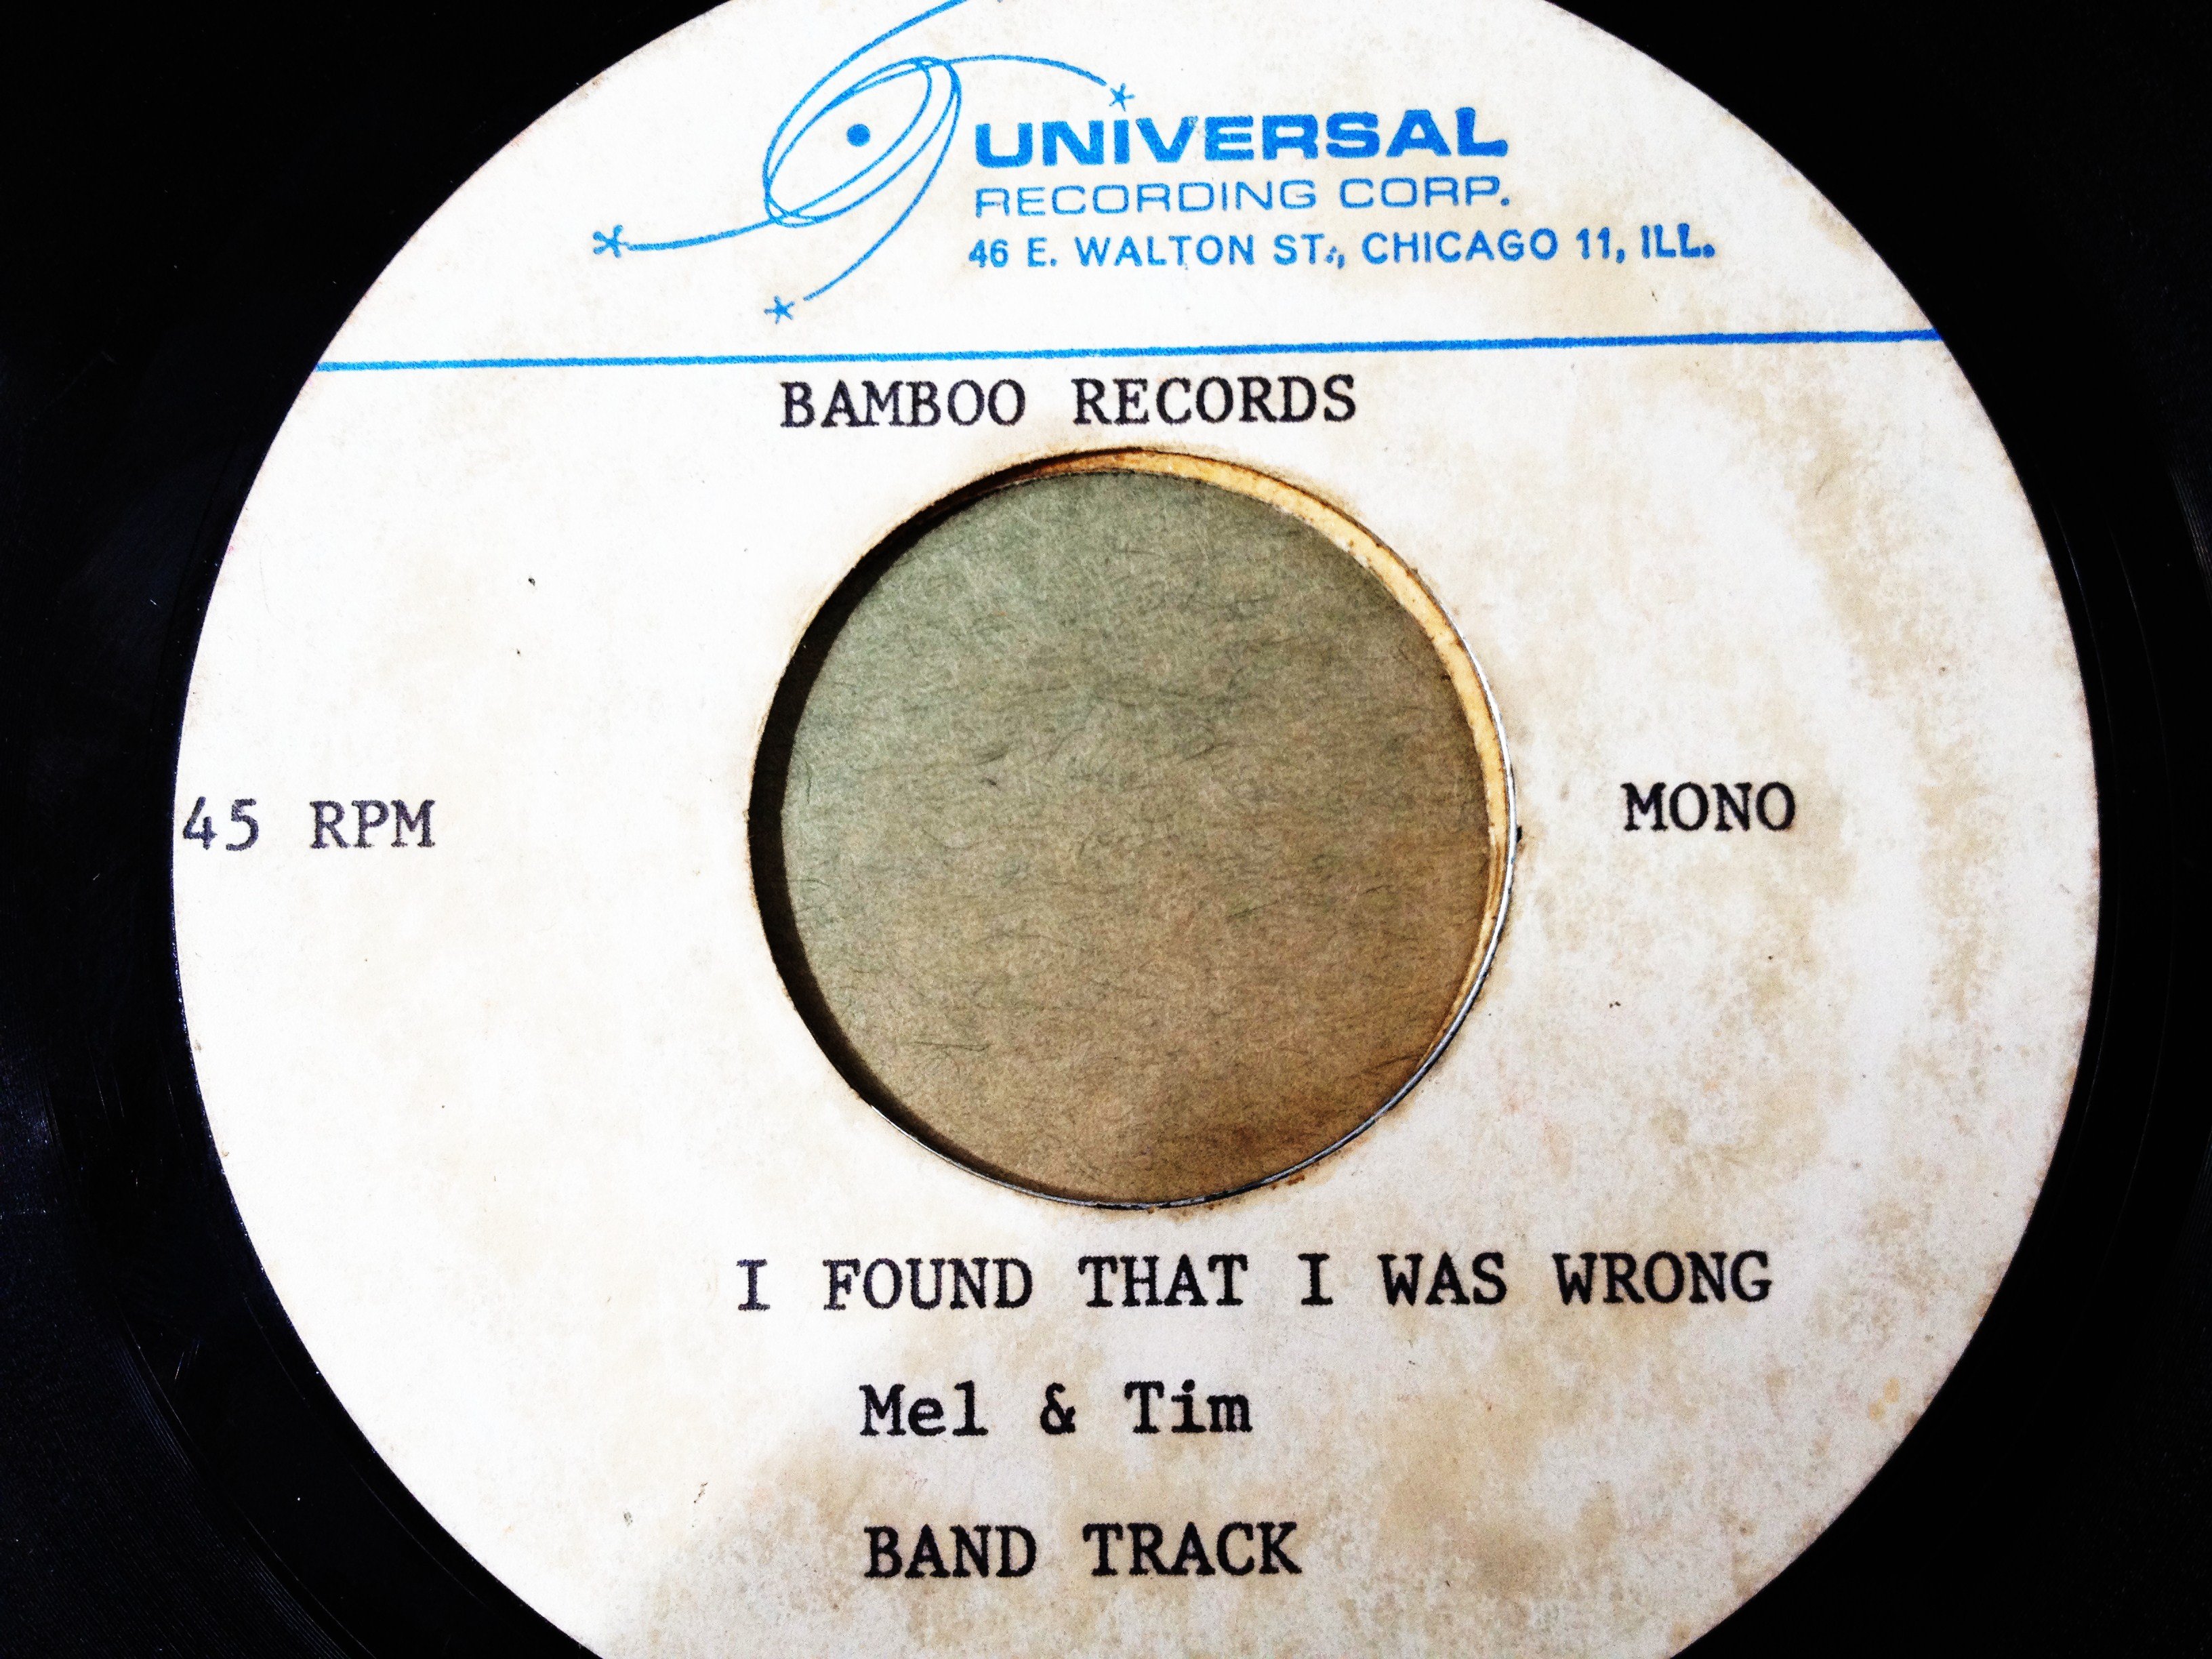 UNIVERSAL
RECORDING CORP.
46 E. WALTON ST., CHICAGO 11, ILL.
BAMBOO RECORDS
45 RPM
MONO
I FOUND THAT I WAS WRONG
Mel & Tim
BAND TRACK